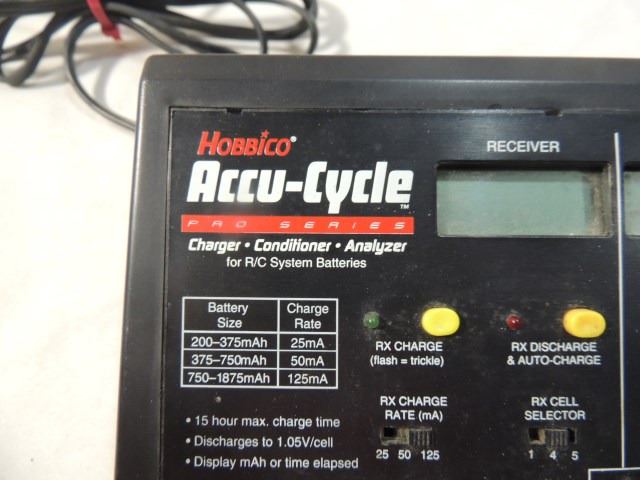 HOBBICO®
ACCU-CYCLE™
PRO SERIES
Charger • Conditioner • Analyzer
for R/C System Batteries
RECEIVER
Battery Size Charge Rate
200–375mAh 25mA
375–750mAh 50mA
750–1875mAh 125mA
• 15 hour max. charge time
• Discharges to 1.05V/cell
• Display mAh or time elapsed
RX CHARGE
(flash = trickle)
RX DISCHARGE
& AUTO-CHARGE
RX CHARGE
RATE (mA)
25 50 125
RX CELL
SELECTOR
1 4 5